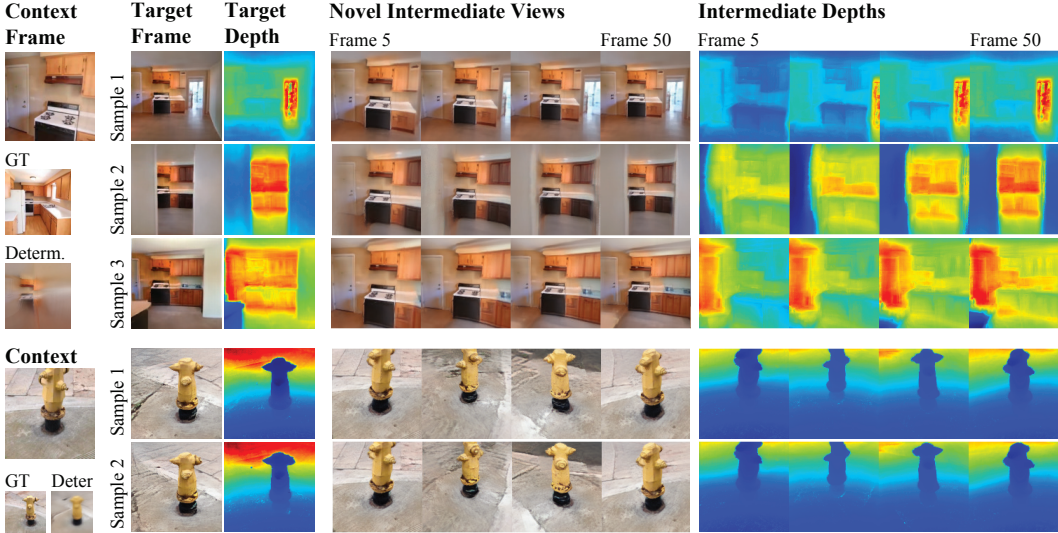 Context Frame
Target Frame
Target Depth
Novel Intermediate Views
Intermediate Depths
Frame 5
Frame 50
Frame 5
Frame 50
Sample 1
GT
Sample 2
Determ.
Sample 3
Context
Sample 1
GT
Deter
Sample 2